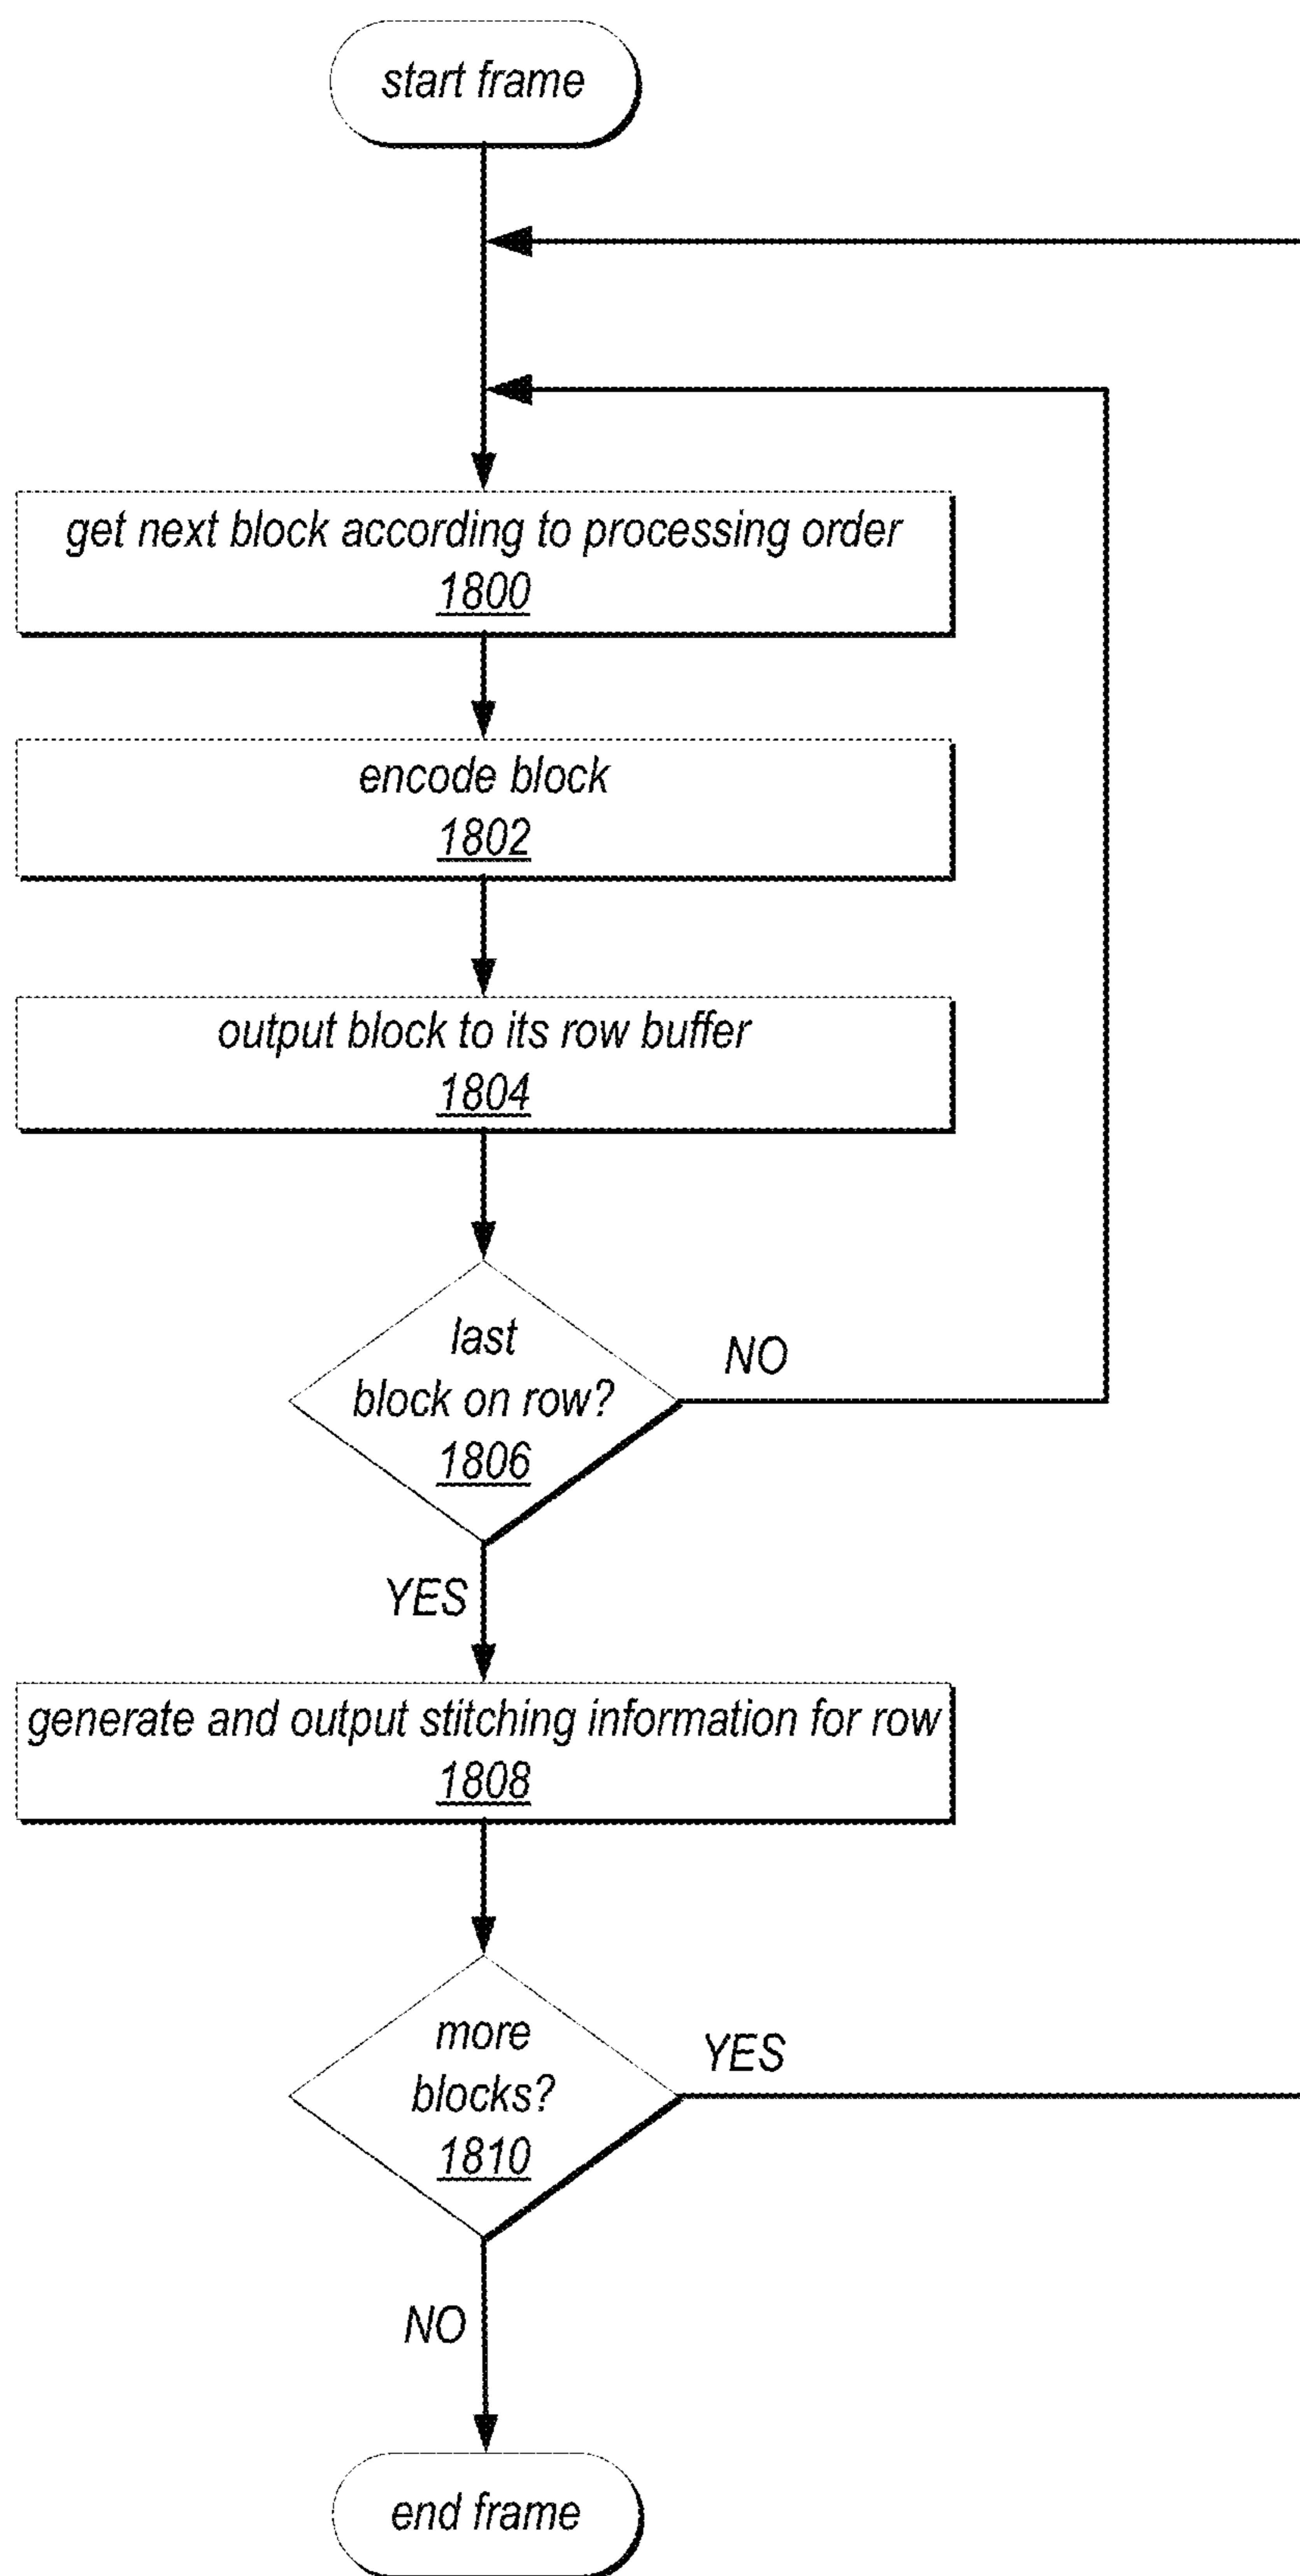 start frame
get next block according to processing order
1800
encode block
1802
output block to its row buffer
1804
last
block on row?
1806
NO
YES
generate and output stitching information for row
1808
more
blocks?
1810
YES
NO
end frame